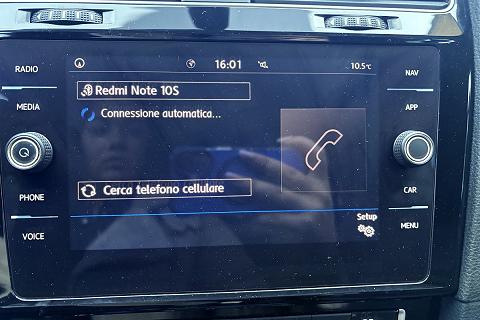 RADIO
MEDIA
PHONE
VOICE
16:01
10.5°C
Redmi Note 10S
Connessione automatica...
Cerca telefono cellulare
Setup
NAV
APP
CAR
MENU